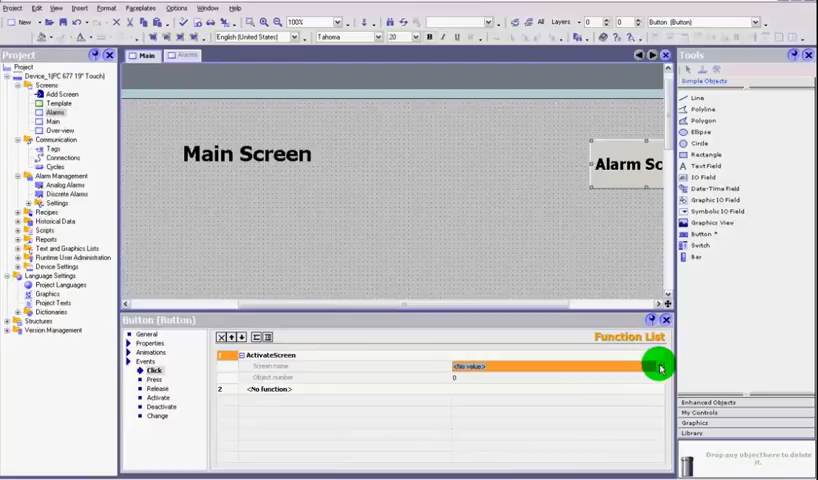 Project Edit View Insert Format Faceplates Options Window Help
New 100% Layers 0 0 Button (Button)
English (United States) Tahoma 20 B I U
Project
Project
Device_1(PC 677 19" Touch)
Screens
Add Screen
Template
Alarms
Main
Over-view
Communication
Tags
Connections
Cycles
Alarm Management
Analog Alarms
Discrete Alarms
Settings
Recipes
Historical Data
Scripts
Reports
Text and Graphics Lists
Runtime User Administration
Device Settings
Language Settings
Project Languages
Graphics
Project Texts
Dictionaries
Structures
Version Management
Main Alarms
Main Screen
Alarm Sc
Button (Button)
General
Properties
Animations
Events
Click
Press
Release
Activate
Deactivate
Change
Function List
1 ActivateScreen
Screen name <No value>
Object number 0
2 <No function>
Tools
Simple Objects
Line
Polyline
Polygon
Ellipse
Circle
Rectangle
Text Field
IO Field
Date-Time Field
Graphic IO Field
Symbolic IO Field
Graphics View
Button
Switch
Bar
Enhanced Objects
My Controls
Graphics
Library
Drop any object here to delete
it.